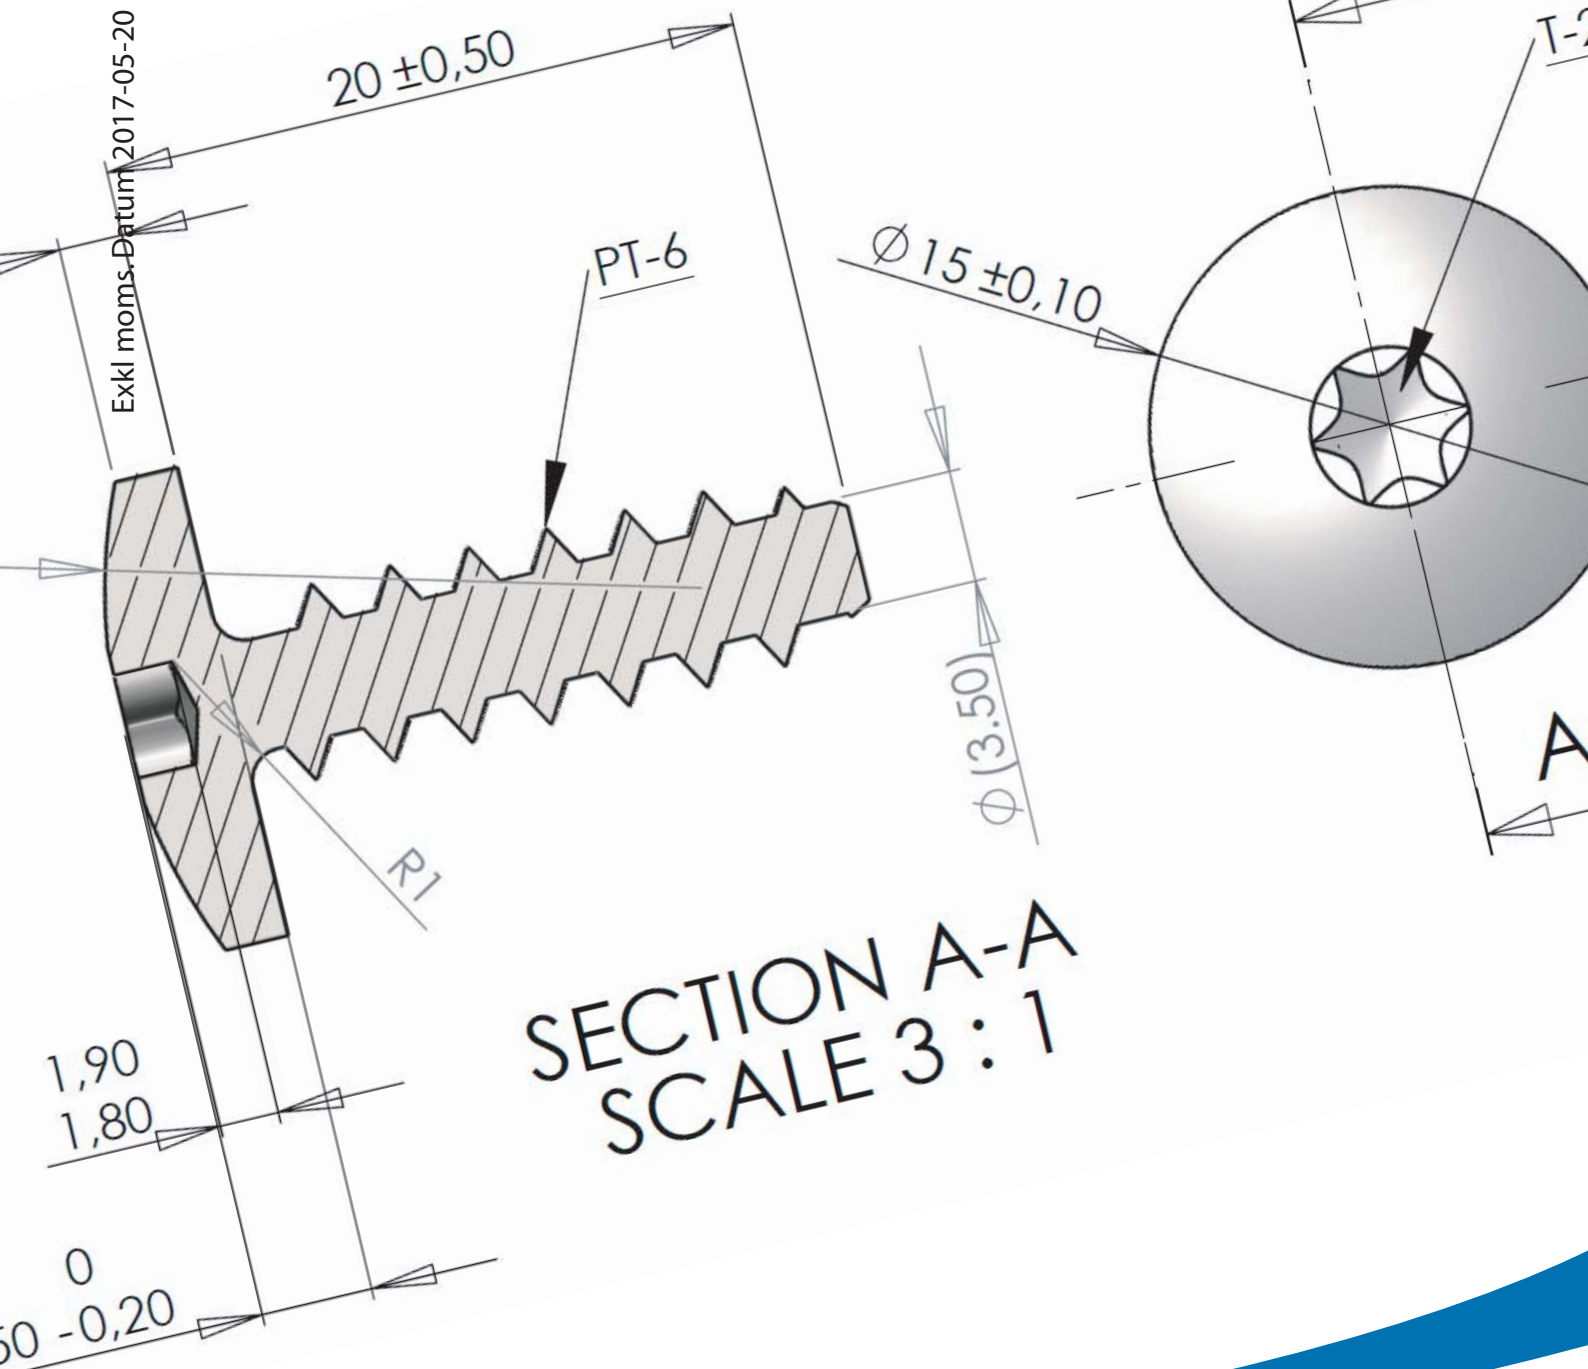 Exkl moms.Datum 2017-05-20
20 ±0,50
PT-6
Ø 15 ±0,10
Ø (3.50)
R1
SECTION A-A
SCALE 3 : 1
A
1,90
1,80
0
-0,20